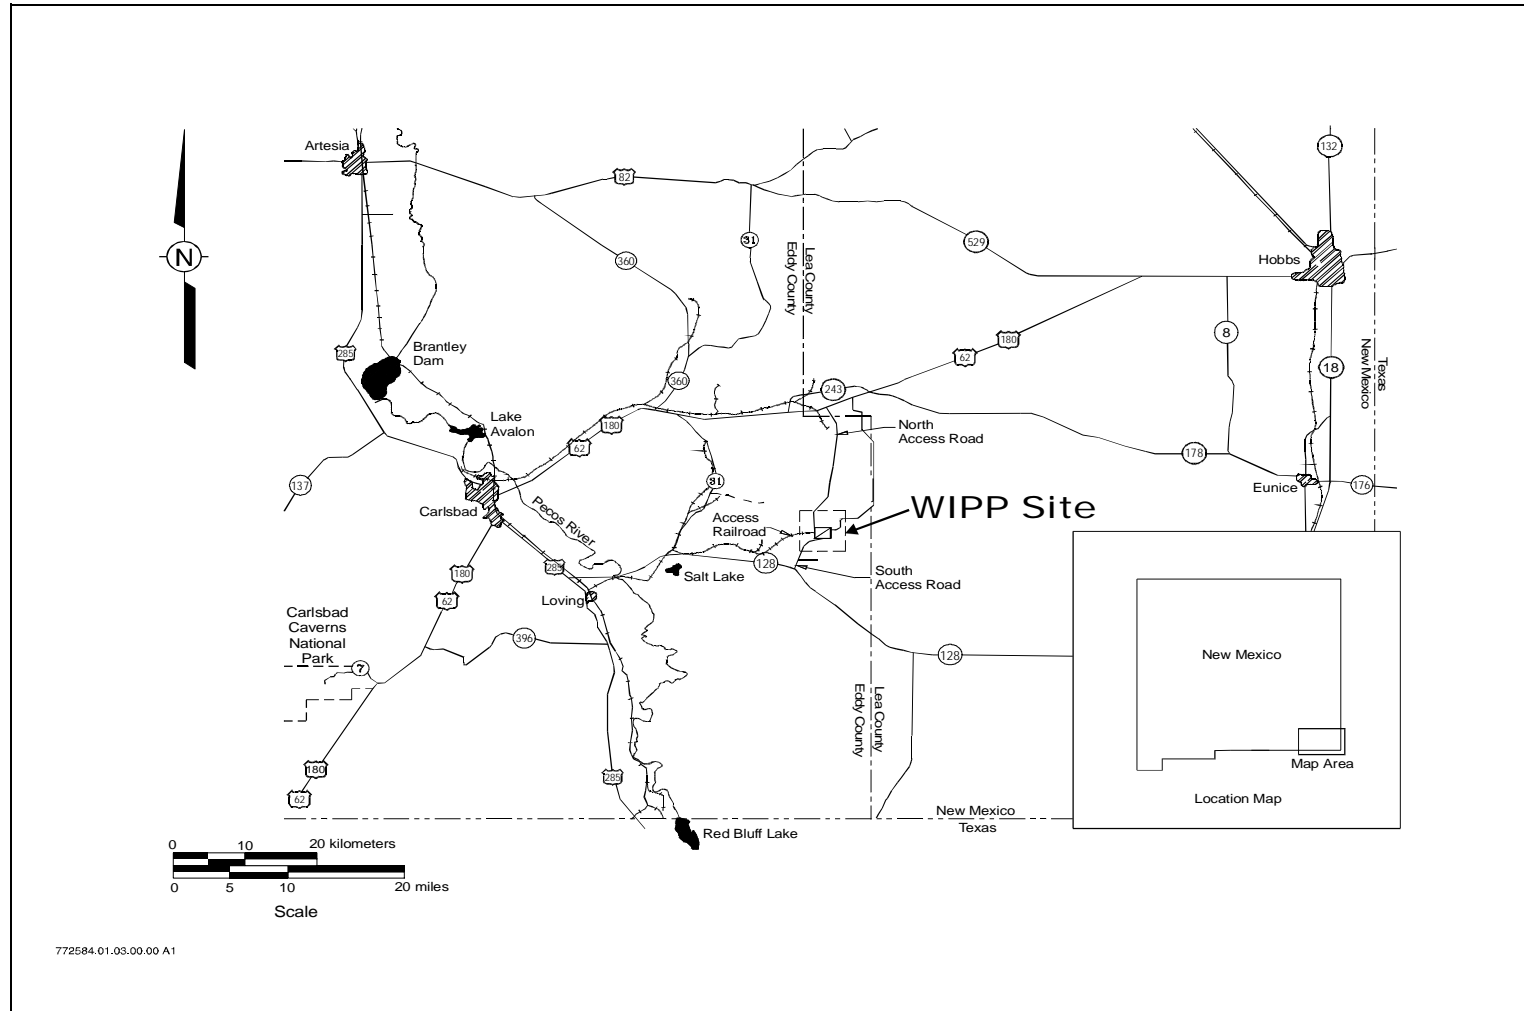 Artesia
82
132
31
529
N
360
Lea County
Eddy County
Hobbs
8
180
62
285
Brantley
Dam
18
Texas
New Mexico
360
243
Lake
Avalon
180
62
North
Access Road
178
137
31
Eunice
176
Carlsbad
Pecos River
WIPP Site
Access
Railroad
128
285
180
62
Salt Lake
South
Access Road
Loving
Carlsbad
Caverns
National
Park
7
396
128
New Mexico
Lea County
Eddy County
180
62
285
Map Area
Location Map
New Mexico
Texas
Red Bluff Lake
0 10 20 kilometers
0 5 10 20 miles
Scale
772584.01.03.00.00 A1